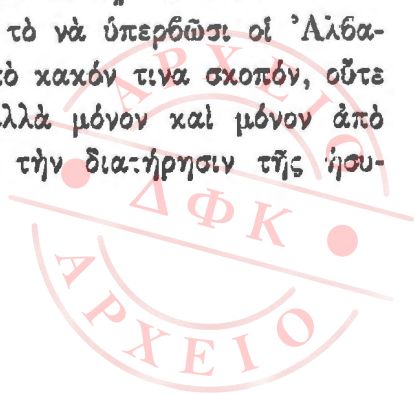 τὸ νὰ ὑπερβῶσι οἱ Ἀλβα-
κακόν τινα σκοπόν, οὔτε
μόνον καὶ μόνον ἀπὸ
τὴν διατήρησιν τῆς ἡσυ-
ΑΡΧΕΙΟ
ΔΦΚ
ΑΡΧΕΙΟ